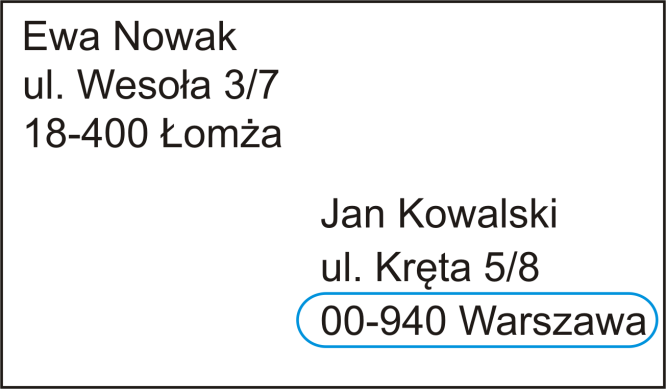 Ewa Nowak
ul. Wesoła 3/7
18-400 Łomża
Jan Kowalski
ul. Kręta 5/8
00-940 Warszawa